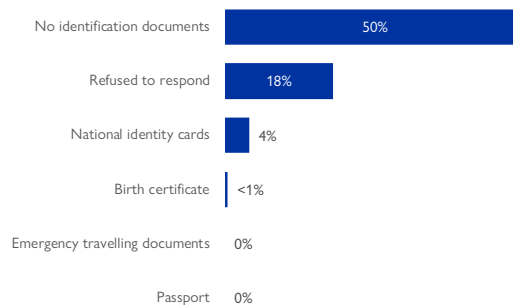 No identification documents 50%
Refused to respond 18%
National identity cards 4%
Birth certificate <1%
Emergency travelling documents 0%
Passport 0%